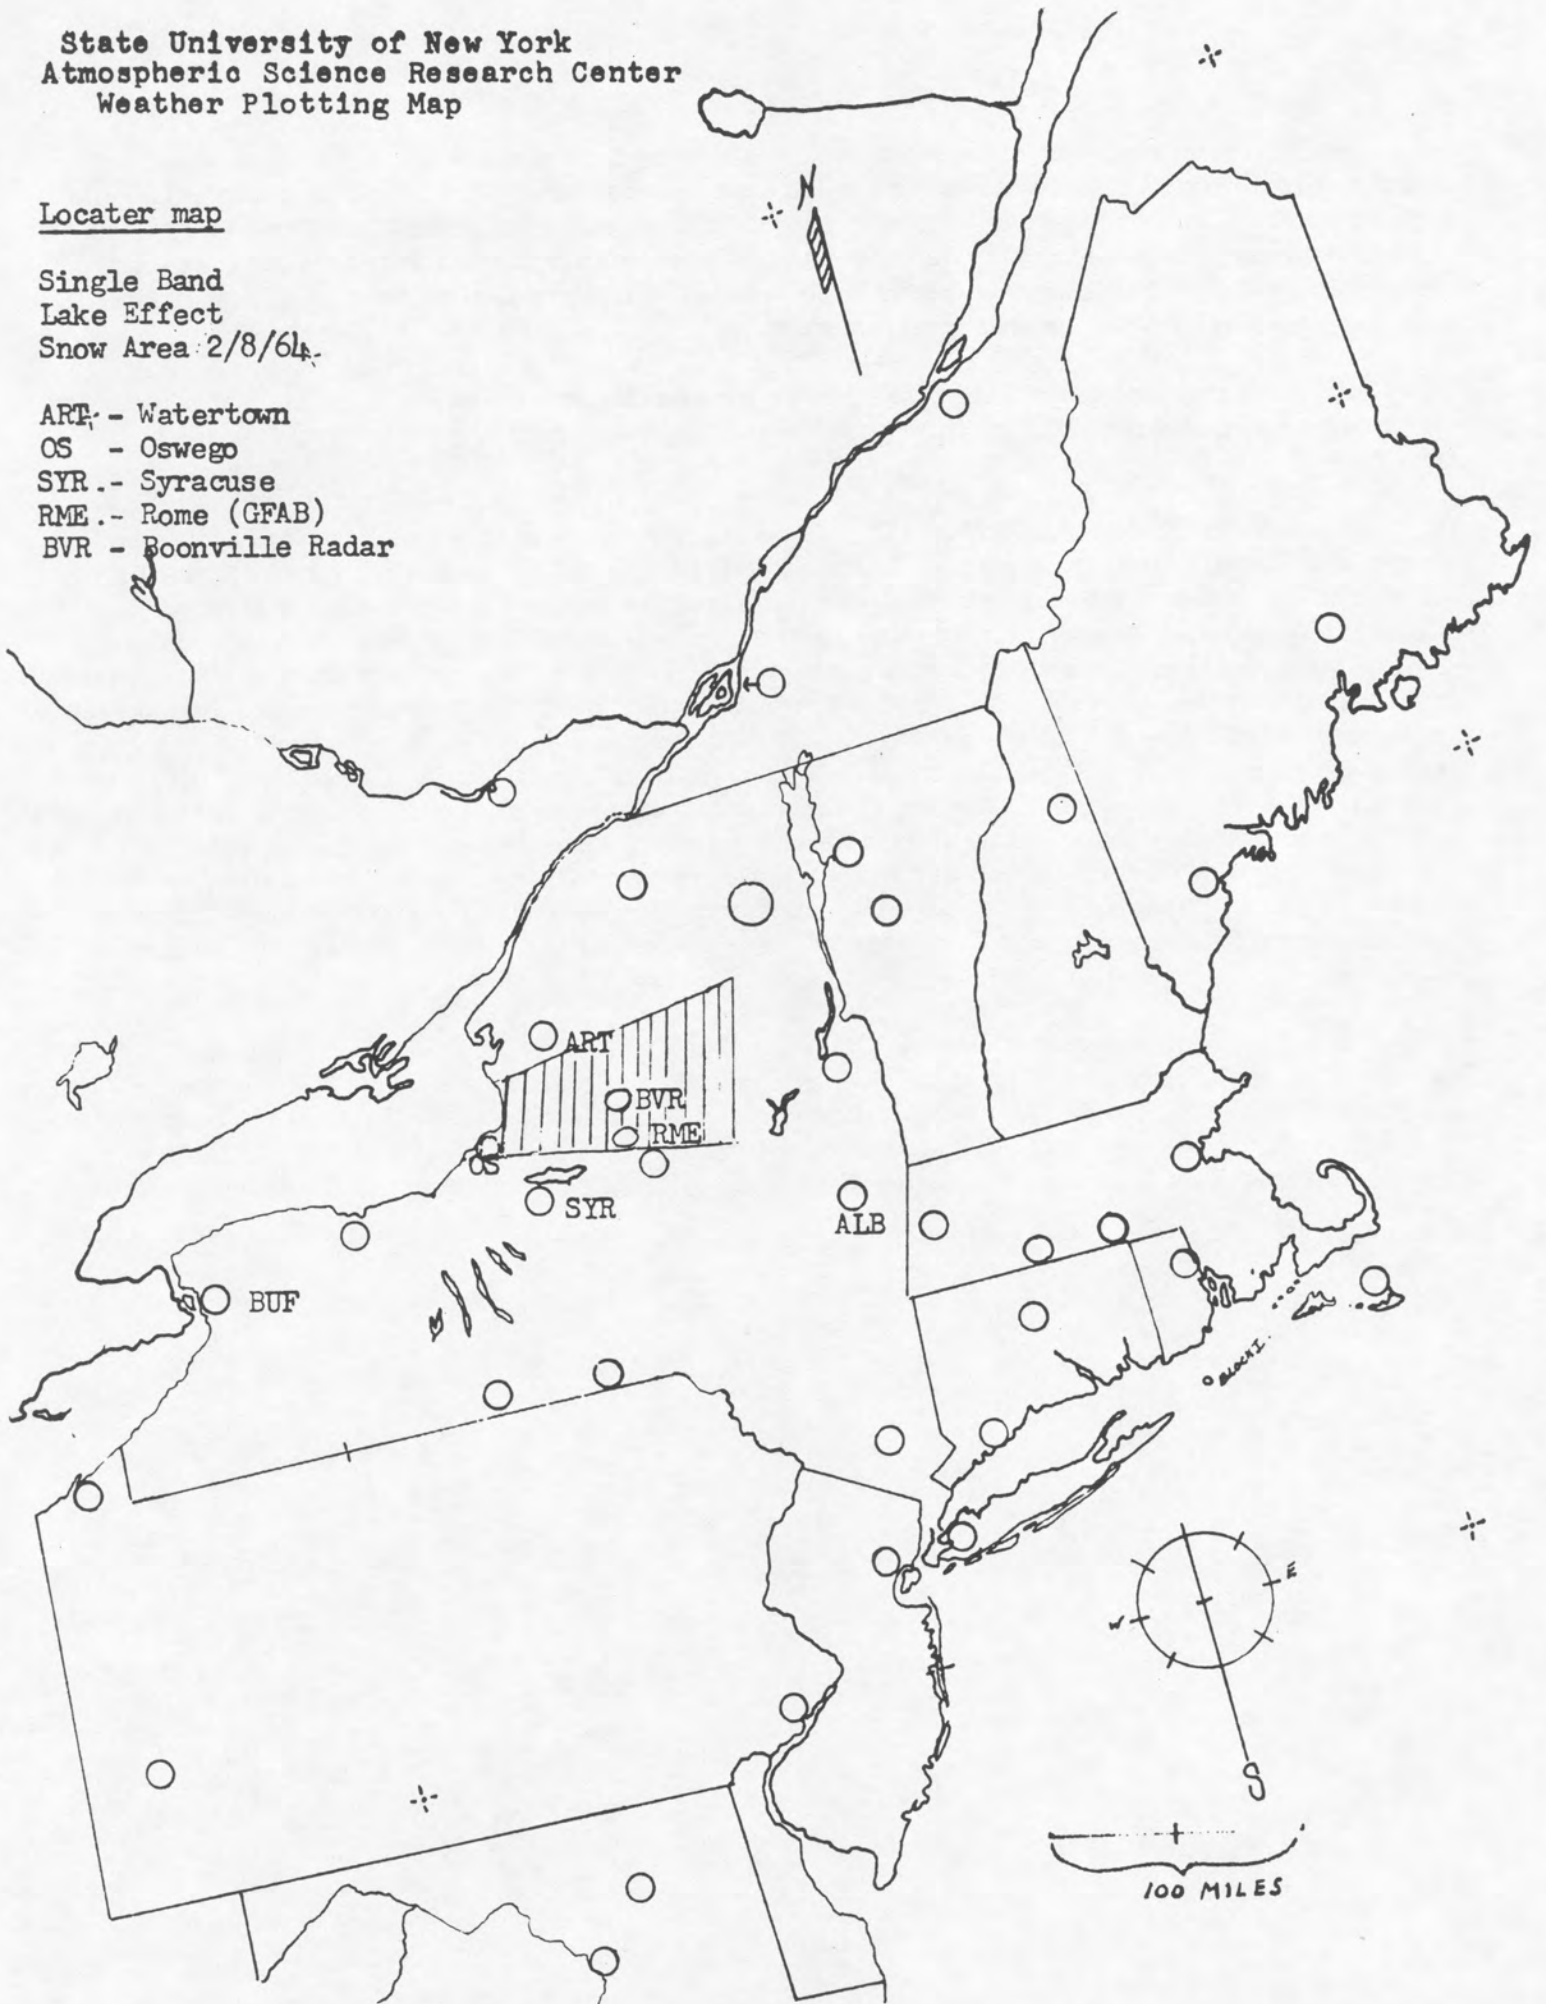 State University of New York
Atmospheric Science Research Center
Weather Plotting Map
Locater map
Single Band
Lake Effect
Snow Area 2/8/64.
ART. - Watertown
OS - Oswego
SYR. - Syracuse
RME. - Rome (GFAB)
BVR - Boonville Radar
N
ART
BVR
RME
OS
SYR
ALB
BUF
BLOCK I.
E
W
S
100 MILES